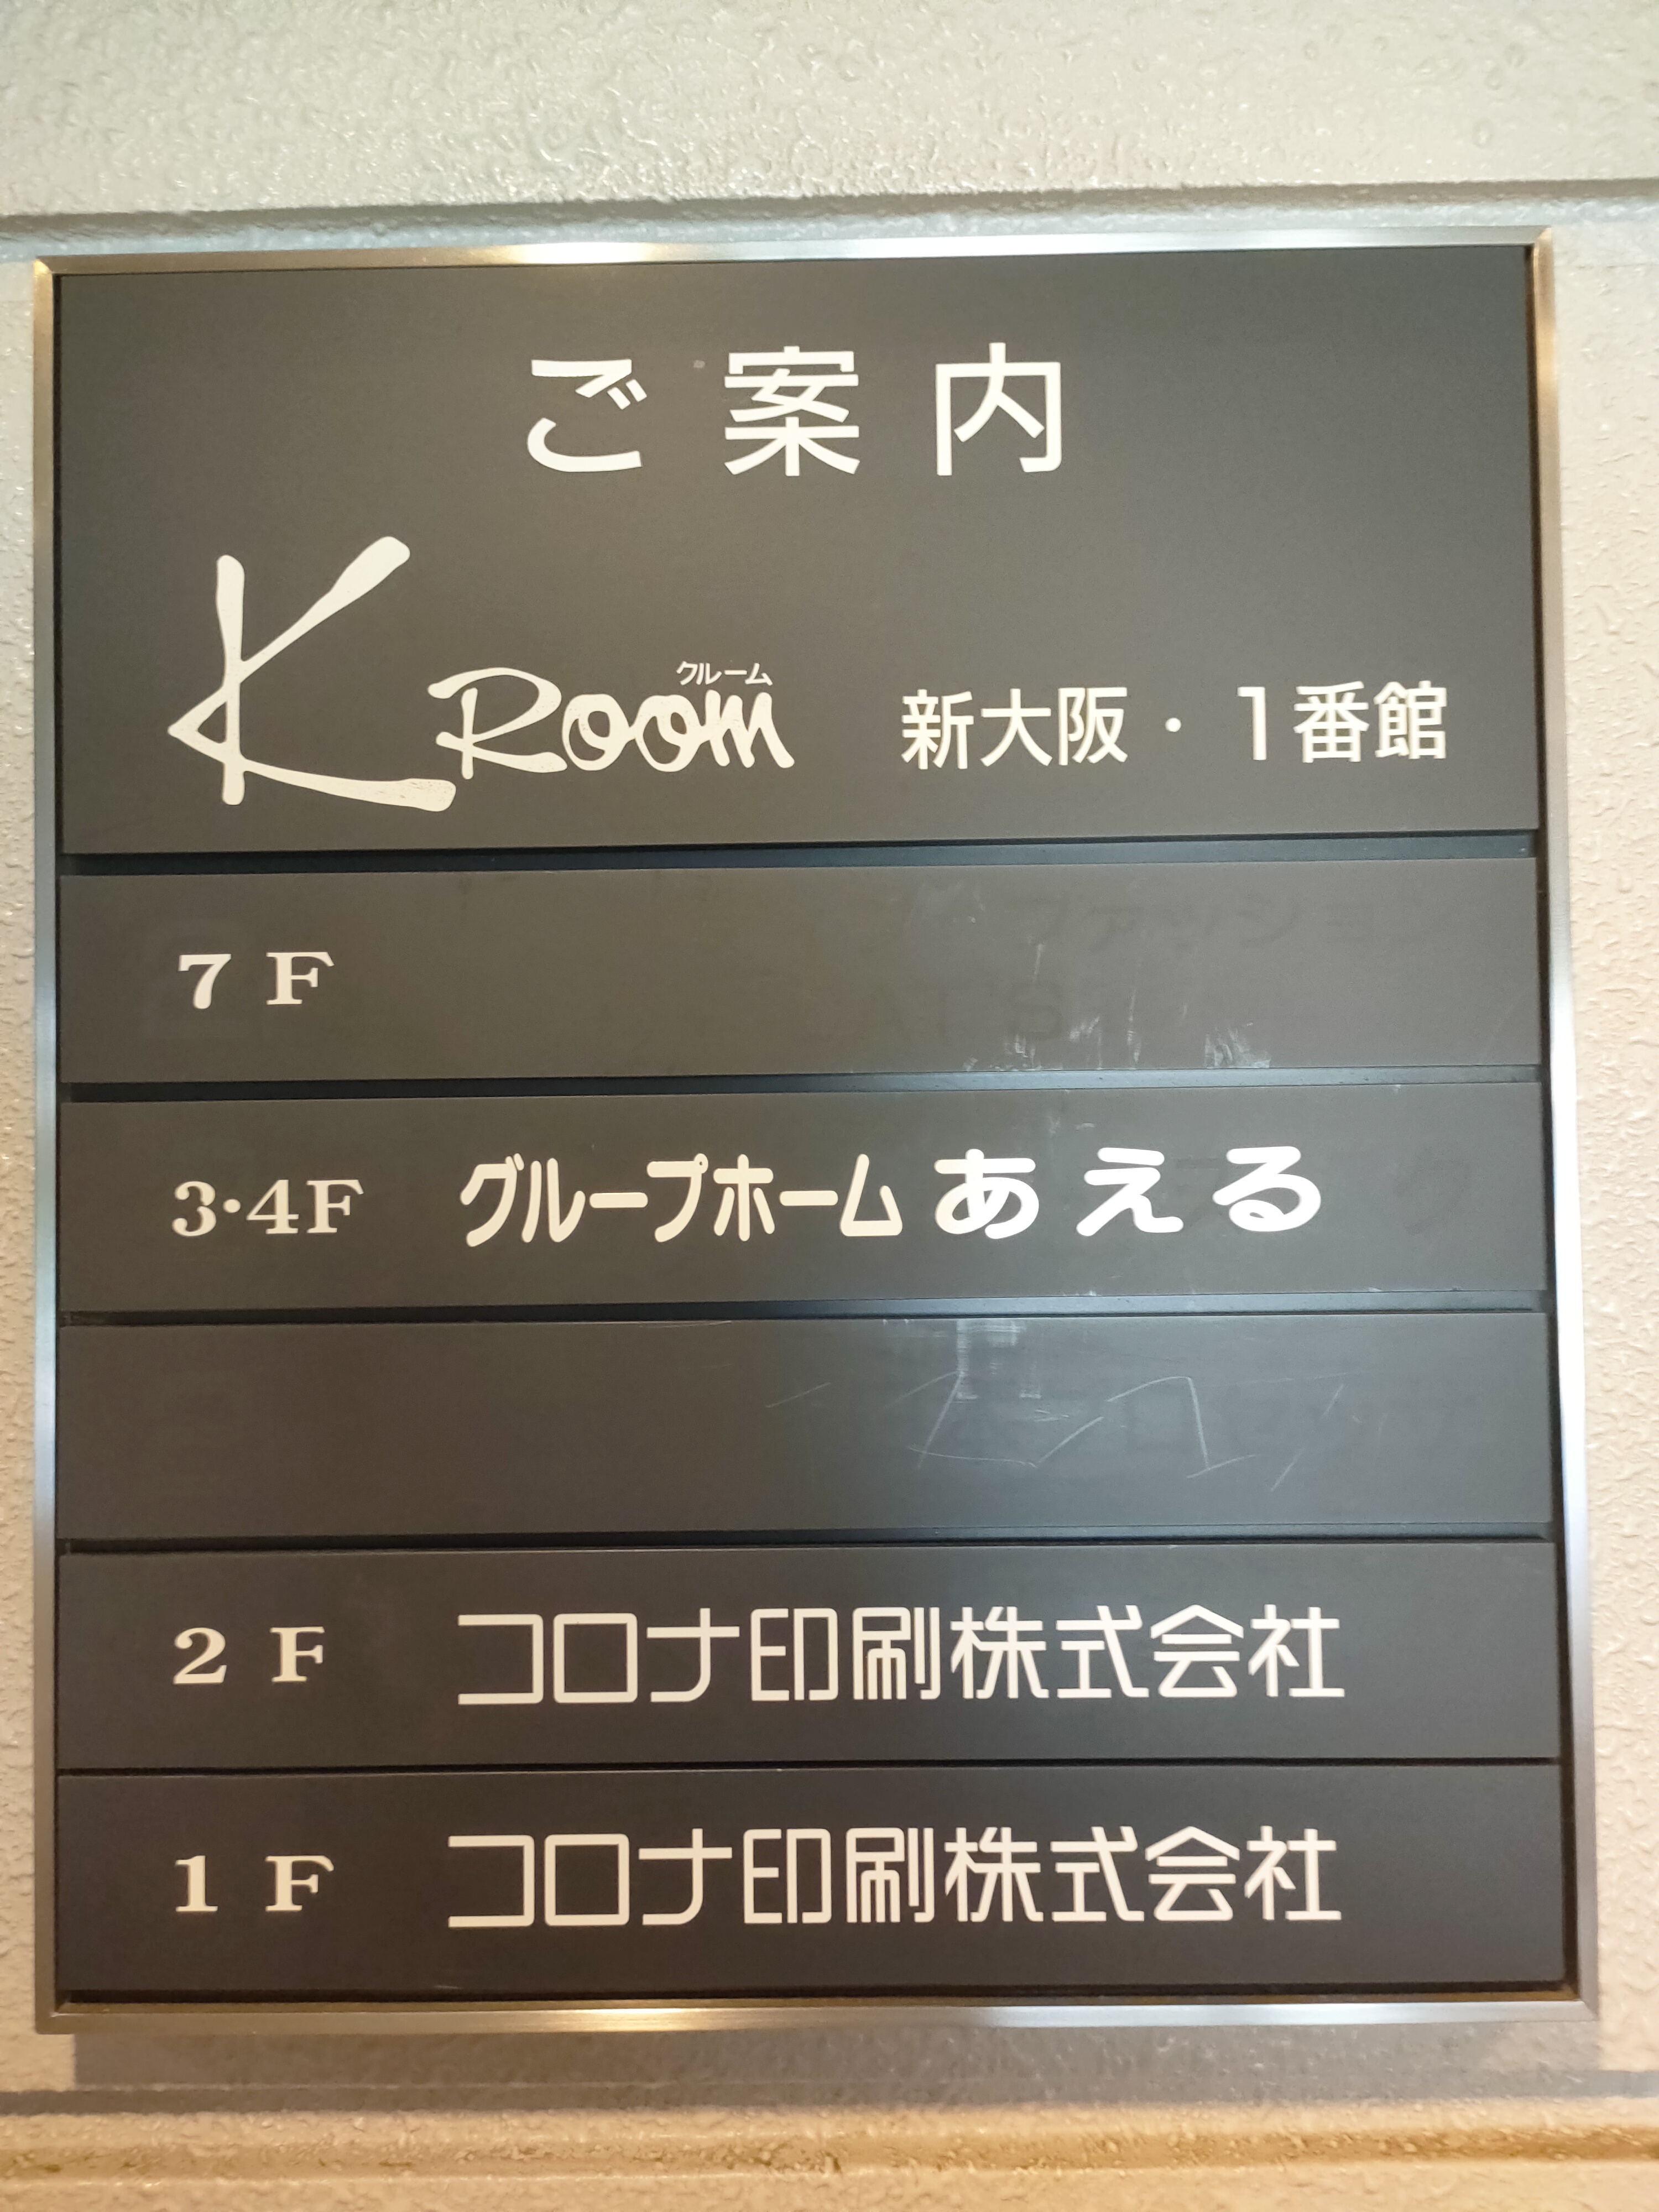 ご案内
クルーム
K Room 新大阪・1番館
7F
3・4F グループホーム あえる
2F コロナ印刷株式会社
1F コロナ印刷株式会社